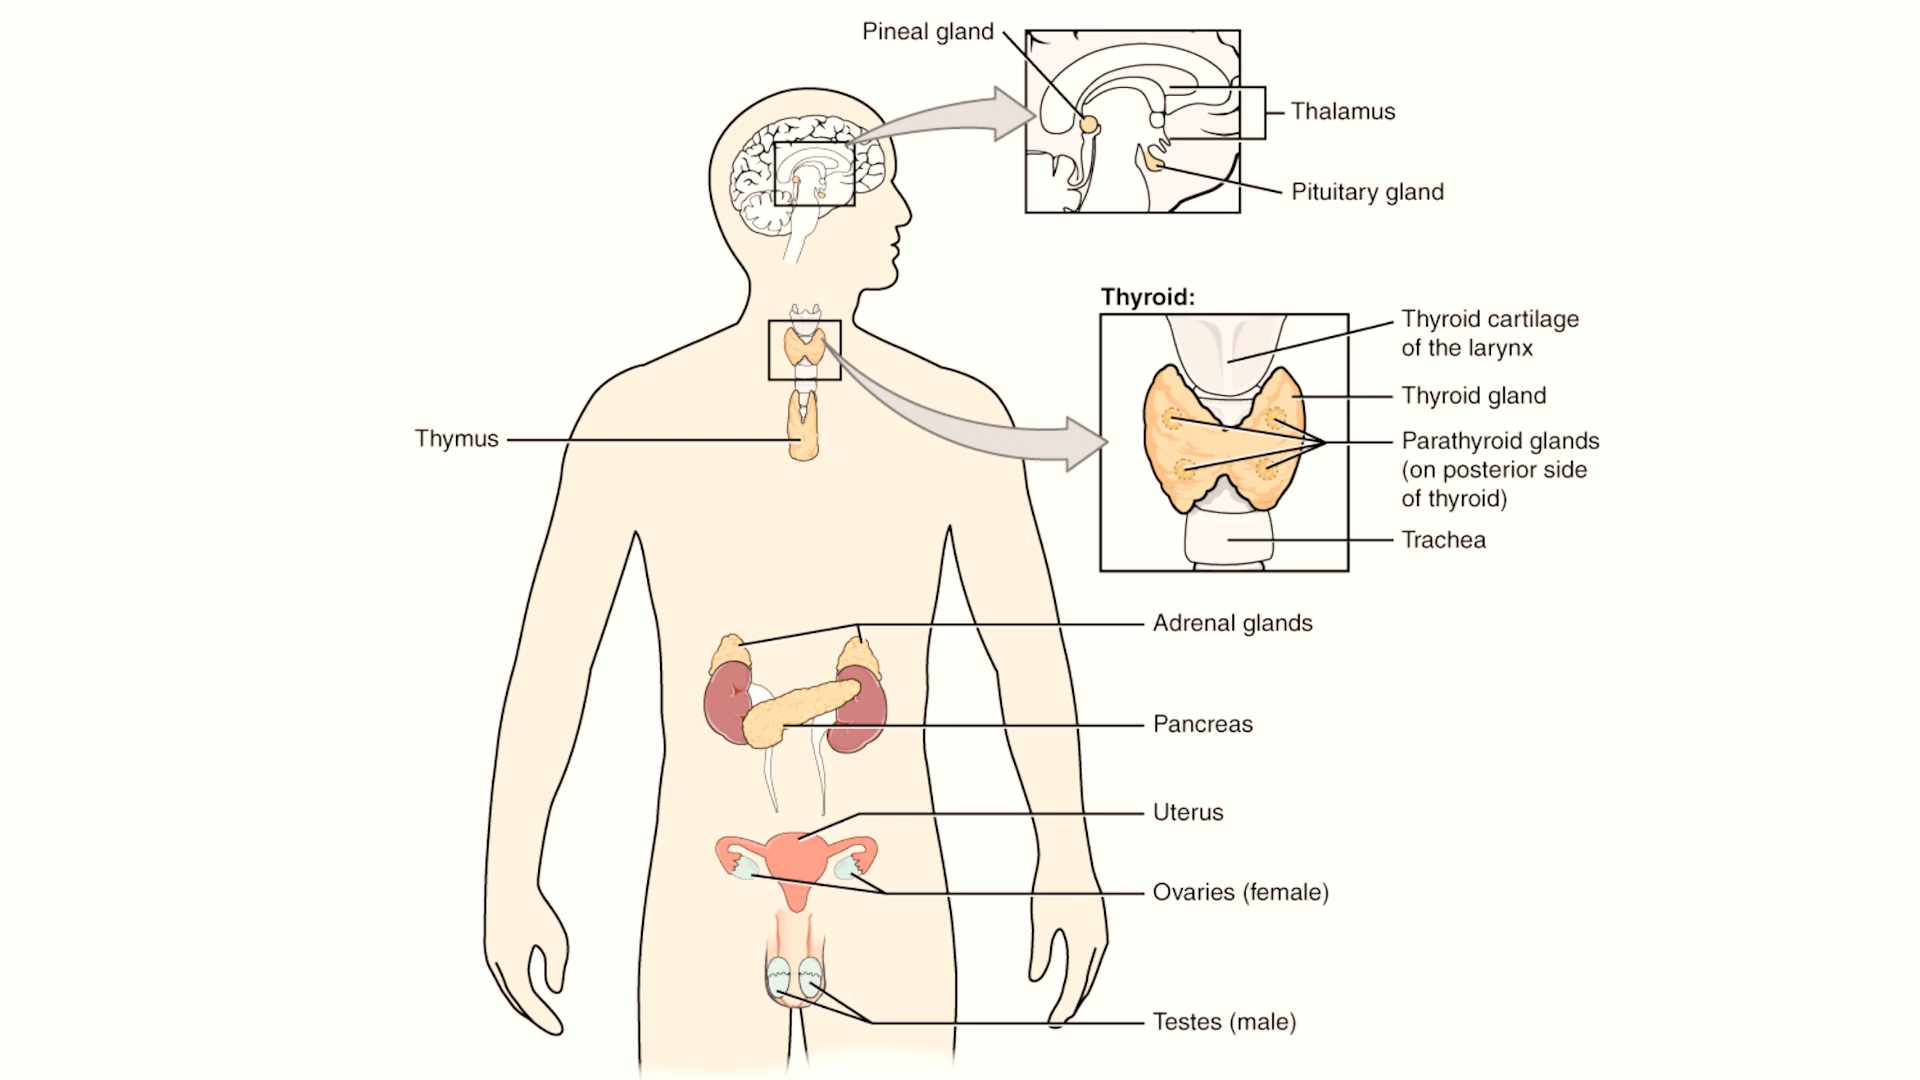 Pineal gland
Thalamus
Pituitary gland
Thyroid:
Thyroid cartilage
of the larynx
Thyroid gland
Parathyroid glands
(on posterior side
of thyroid)
Trachea
Thymus
Adrenal glands
Pancreas
Uterus
Ovaries (female)
Testes (male)